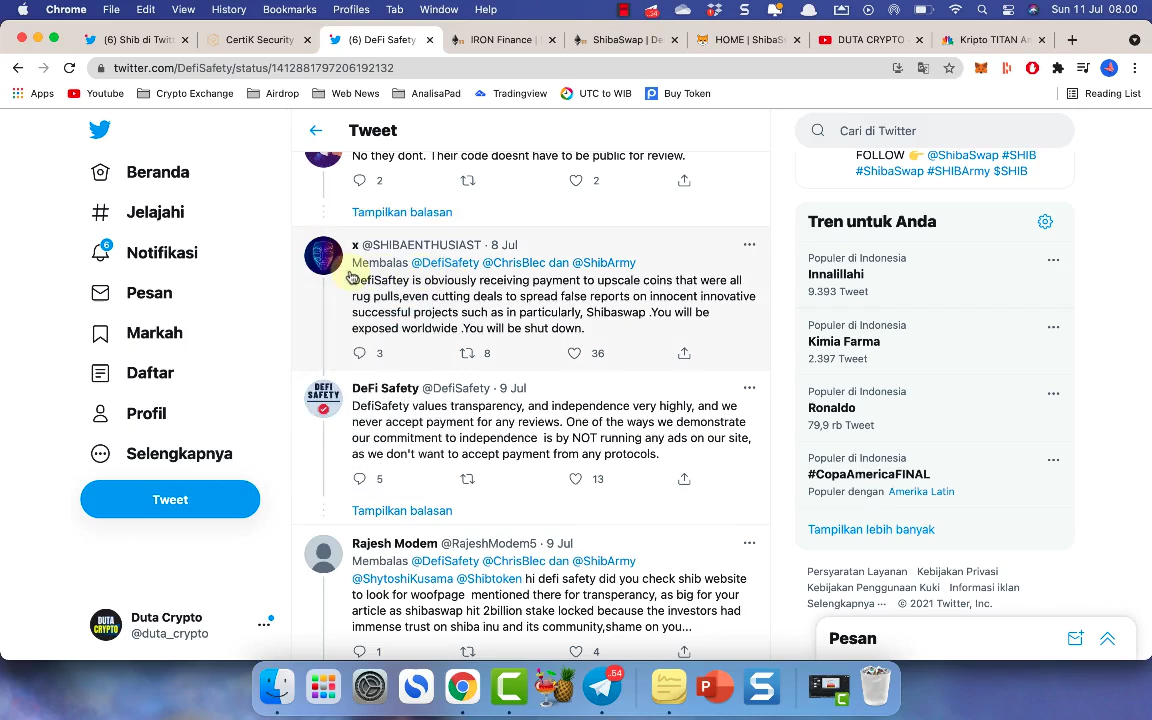 Chrome File Edit View History Bookmarks Profiles Tab Window Help Sun 11 Jul 08.00
(6) Shib di Twitt CertiK Security (6) DeFi Safety IRON Finance | ShibaSwap | De HOME | ShibaS DUTA CRYPTO - Kripto TITAN An
twitter.com/DefiSafety/status/1412881797206192132
Apps Youtube Crypto Exchange Airdrop Web News AnalisaPad Tradingview UTC to WIB Buy Token Reading List
Beranda
Jelajahi
6
Notifikasi
Pesan
Markah
Daftar
Profil
Selengkapnya
Tweet
Duta Crypto
@duta_crypto
Tweet
No they dont. Their code doesnt have to be public for review.
2 2
Tampilkan balasan
x @SHIBAENTHUSIAST · 8 Jul
Membalas @DefiSafety @ChrisBlec dan @ShibArmy
DefiSaftey is obviously receiving payment to upscale coins that were all
rug pulls,even cutting deals to spread false reports on innocent innovative
successful projects such as in particularly, Shibaswap .You will be
exposed worldwide .You will be shut down.
3 8 36
DEFI
SAFETY
DeFi Safety @DefiSafety · 9 Jul
DefiSafety values transparency, and independence very highly, and we
never accept payment for any reviews. One of the ways we demonstrate
our commitment to independence is by NOT running any ads on our site,
as we don't want to accept payment from any protocols.
5 13
Tampilkan balasan
Rajesh Modem @RajeshModem5 · 9 Jul
Membalas @DefiSafety @ChrisBlec dan @ShibArmy
@ShytoshiKusama @Shibtoken hi defi safety did you check shib website
to look for woofpage mentioned there for transperancy, as big for your
article as shibaswap hit 2billion stake locked because the investors had
immense trust on shiba inu and its community,shame on you...
1 4
Cari di Twitter
FOLLOW 👉 @ShibaSwap #SHIB
#ShibaSwap #SHIBArmy $SHIB
Tren untuk Anda
Populer di Indonesia
Innalillahi
9.393 Tweet
Populer di Indonesia
Kimia Farma
2.397 Tweet
Populer di Indonesia
Ronaldo
79,9 rb Tweet
Populer di Indonesia
#CopaAmericaFINAL
Populer dengan Amerika Latin
Tampilkan lebih banyak
Persyaratan Layanan Kebijakan Privasi
Kebijakan Penggunaan Kuki Informasi iklan
Selengkapnya ··· © 2021 Twitter, Inc.
Pesan
DUTA
CRYPTO
54